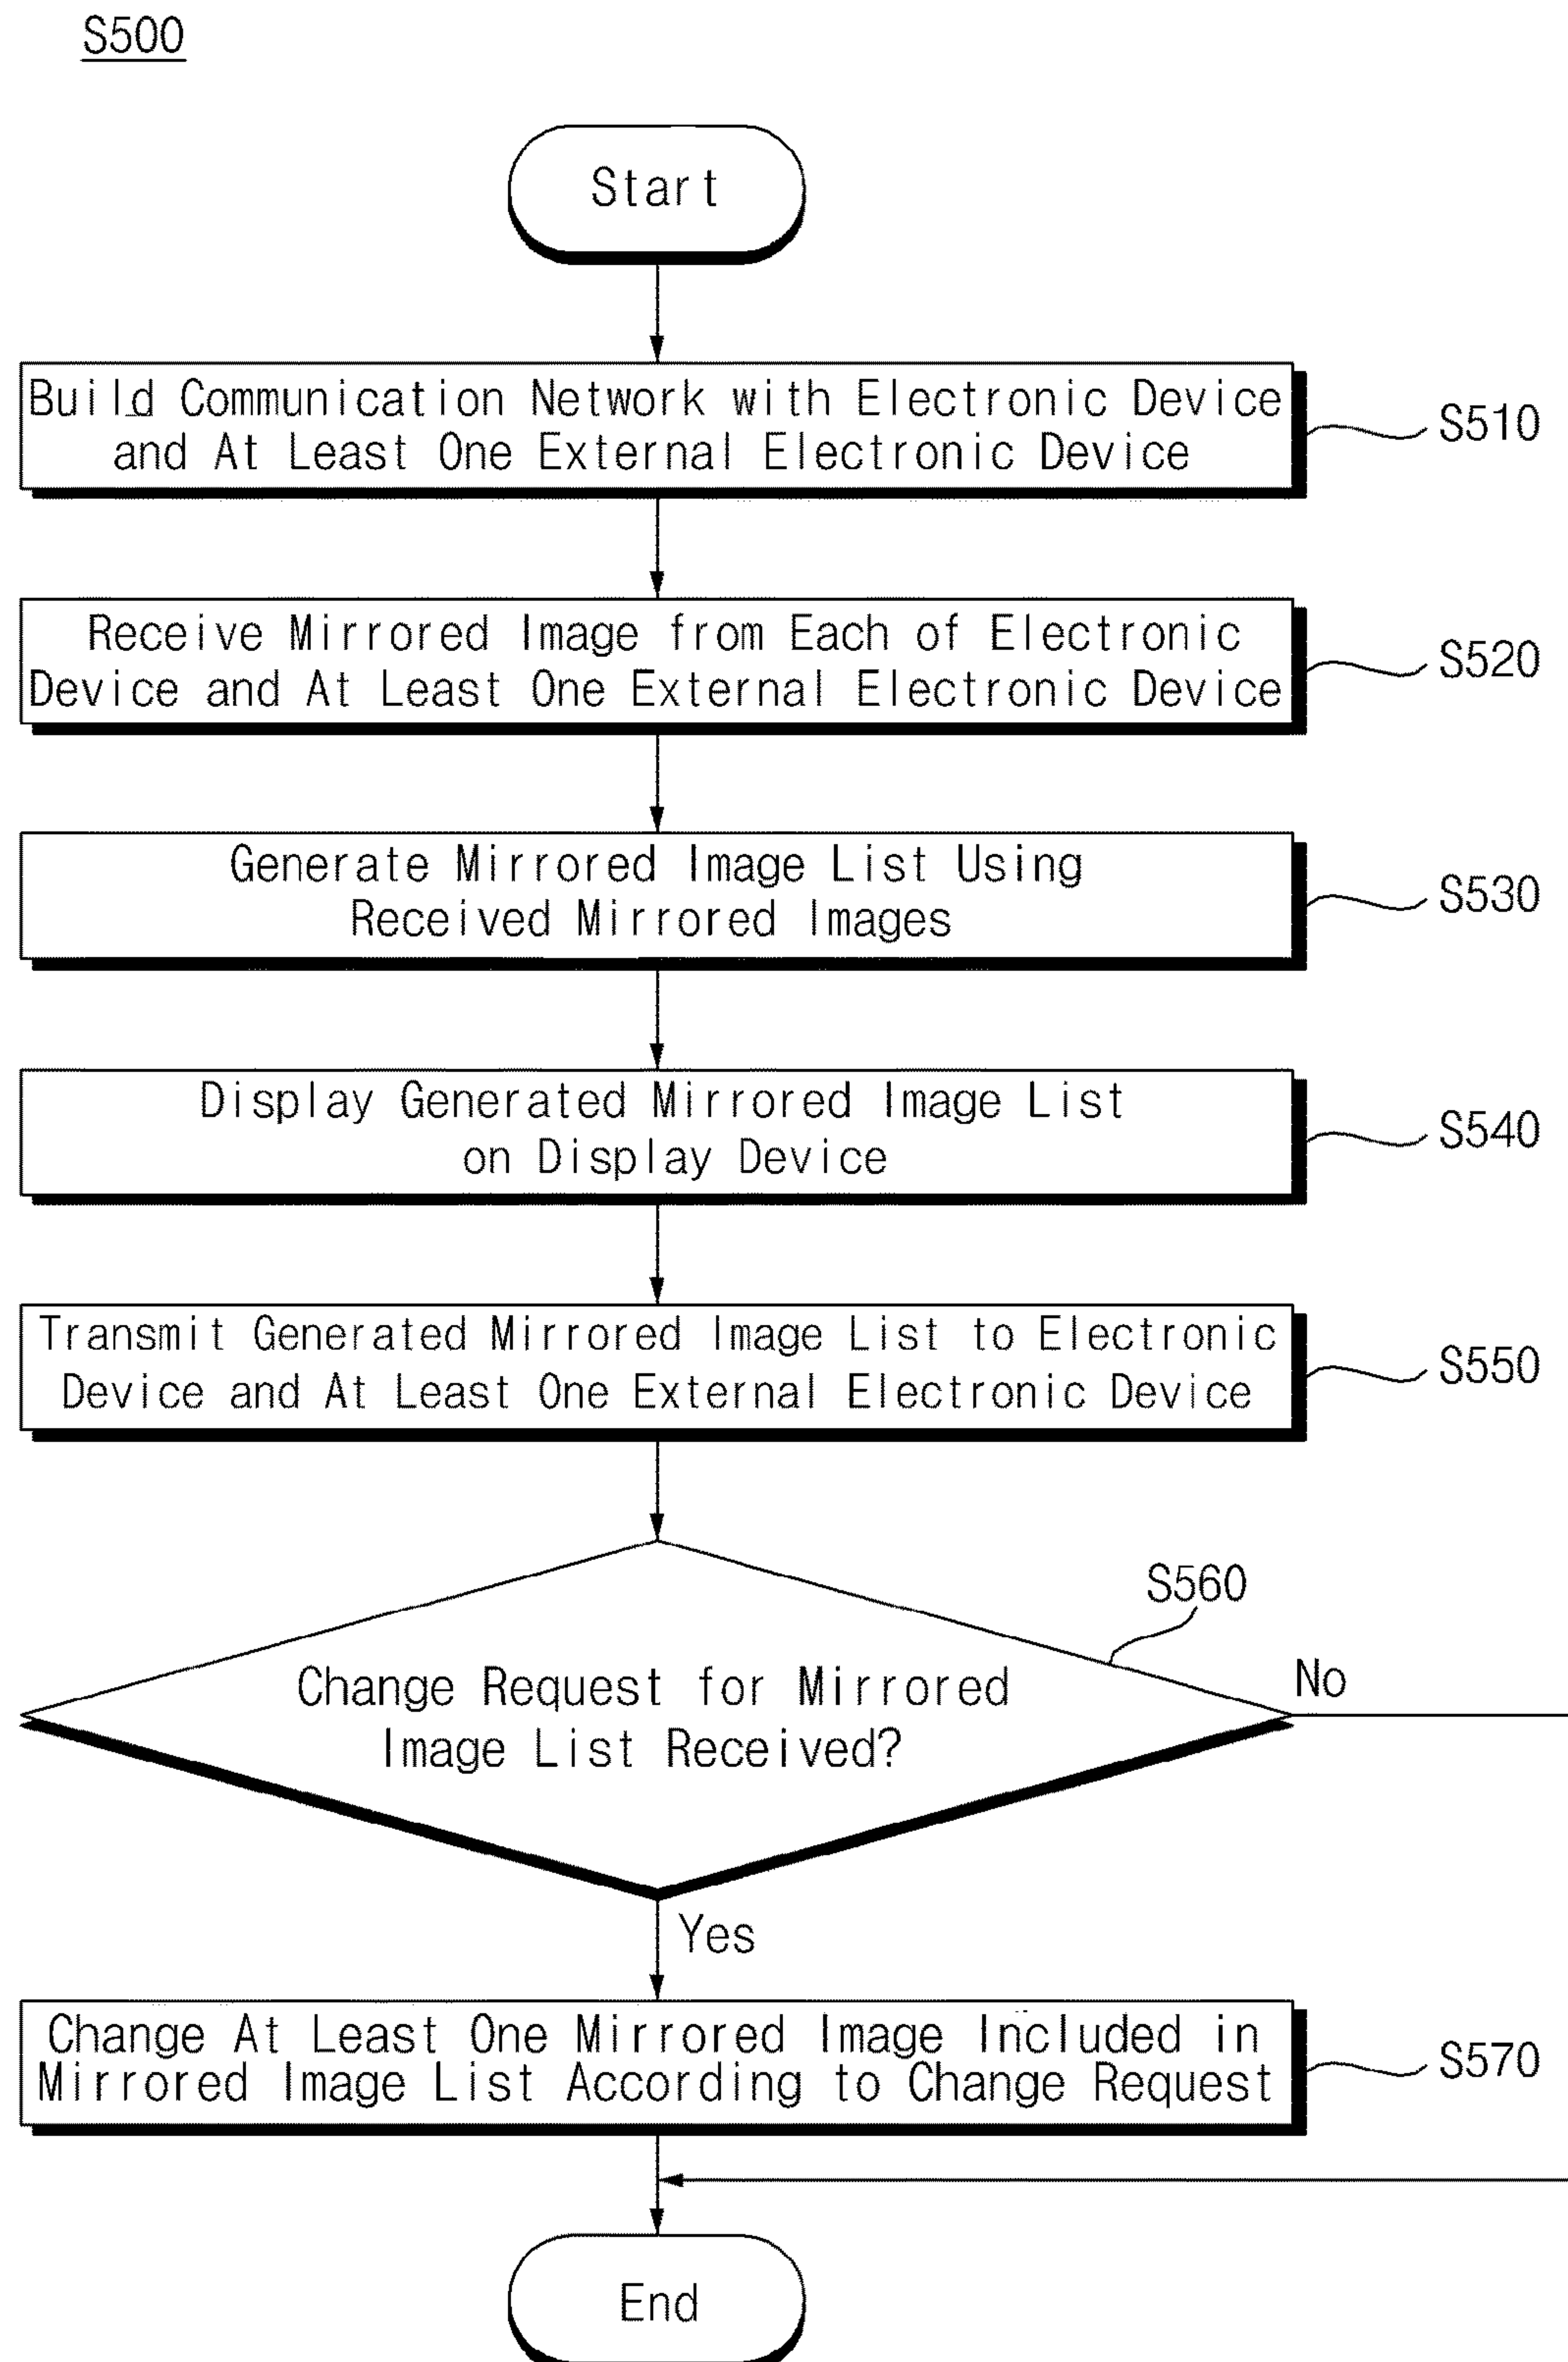 S500
Start
Build Communication Network with Electronic Device
and At Least One External Electronic Device
S510
Receive Mirrored Image from Each of Electronic
Device and At Least One External Electronic Device
S520
Generate Mirrored Image List Using
Received Mirrored Images
S530
Display Generated Mirrored Image List
on Display Device
S540
Transmit Generated Mirrored Image List to Electronic
Device and At Least One External Electronic Device
S550
S560
Change Request for Mirrored
Image List Received?
No
Yes
Change At Least One Mirrored Image Included in
Mirrored Image List According to Change Request
S570
End